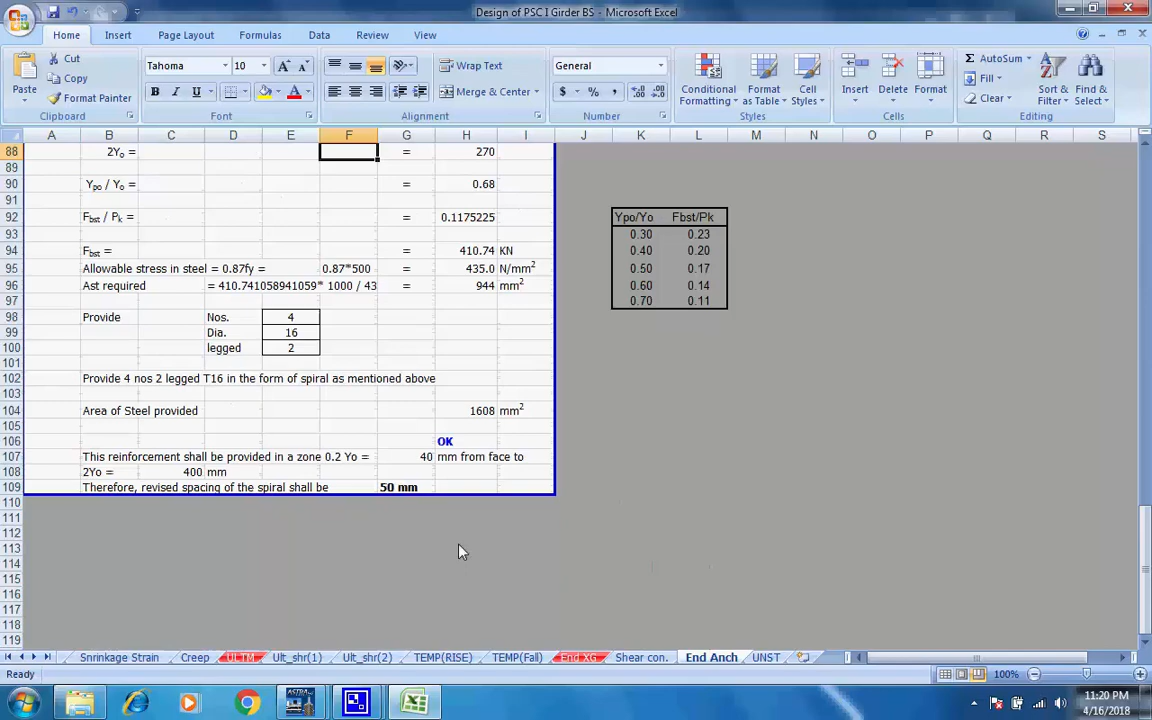 Design of PSC I Girder BS - Microsoft Excel
Home Insert Page Layout Formulas Data Review View
Cut
Copy
Format Painter
Paste
Clipboard
Tahoma 10
B I U
Font
Wrap Text
Merge & Center
Alignment
General
$ % ,
Number
Conditional Formatting
Format as Table
Cell Styles
Styles
Insert Delete Format
Cells
AutoSum
Fill
Clear
Sort & Filter
Find & Select
Editing
A B C D E F G H I J K L M N O P Q R S
88 2Yo = = 270
89
90 Ypo / Yo = = 0.68
91
92 Fbst / Pk = = 0.1175225 Ypo/Yo Fbst/Pk
93 0.30 0.23
94 Fbst = = 410.74 KN 0.40 0.20
95 Allowable stress in steel = 0.87fy = 0.87*500 = 435.0 N/mm2 0.50 0.17
96 Ast required = 410.741058941059* 1000 / 43 = 944 mm2 0.60 0.14
97 0.70 0.11
98 Provide Nos. 4
99 Dia. 16
100 legged 2
101
102 Provide 4 nos 2 legged T16 in the form of spiral as mentioned above
103
104 Area of Steel provided 1608 mm2
105
106 OK
107 This reinforcement shall be provided in a zone 0.2 Yo = 40 mm from face to
108 2Yo = 400 mm
109 Therefore, revised spacing of the spiral shall be 50 mm
110
111
112
113
114
115
116
117
118
119
Srinkage Strain Creep ULTM Ult_shr(1) Ult_shr(2) TEMP(RISE) TEMP(Fall) End XG Shear con. End Anch UNST
Ready 100%
ASTRA
11:20 PM
4/16/2018